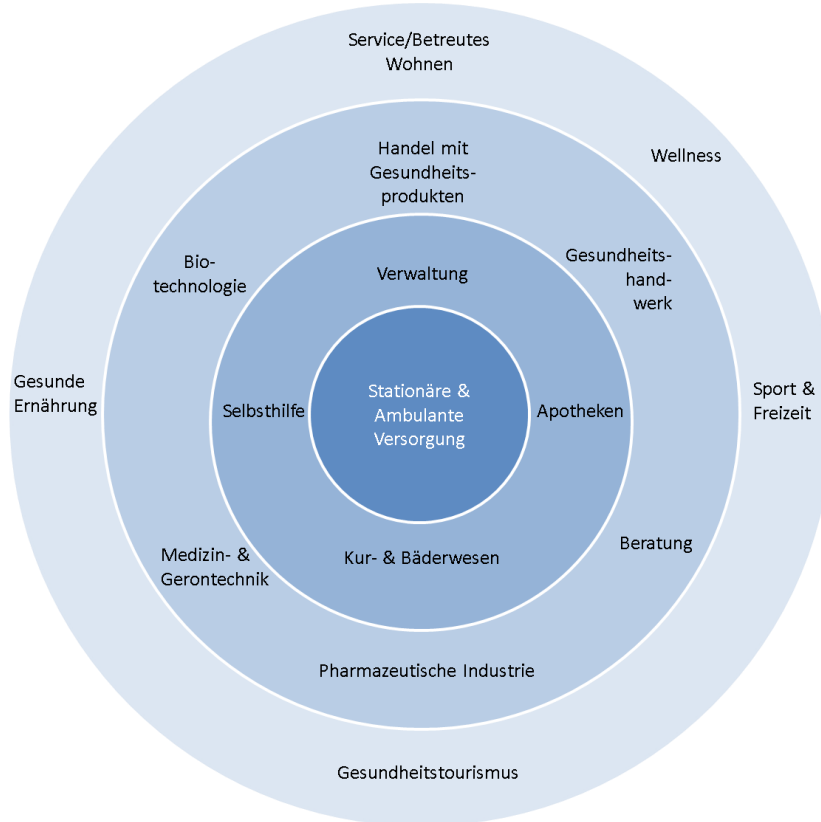 Service/Betreutes
Wohnen
Wellness
Handel mit
Gesundheits-
produkten
Gesundheits-
hand-
werk
Bio-
technologie
Verwaltung
Gesunde
Ernährung
Selbsthilfe
Stationäre &
Ambulante
Versorgung
Apotheken
Sport &
Freizeit
Medizin- &
Gerontechnik
Kur- & Bäderwesen
Beratung
Pharmazeutische Industrie
Gesundheitstourismus